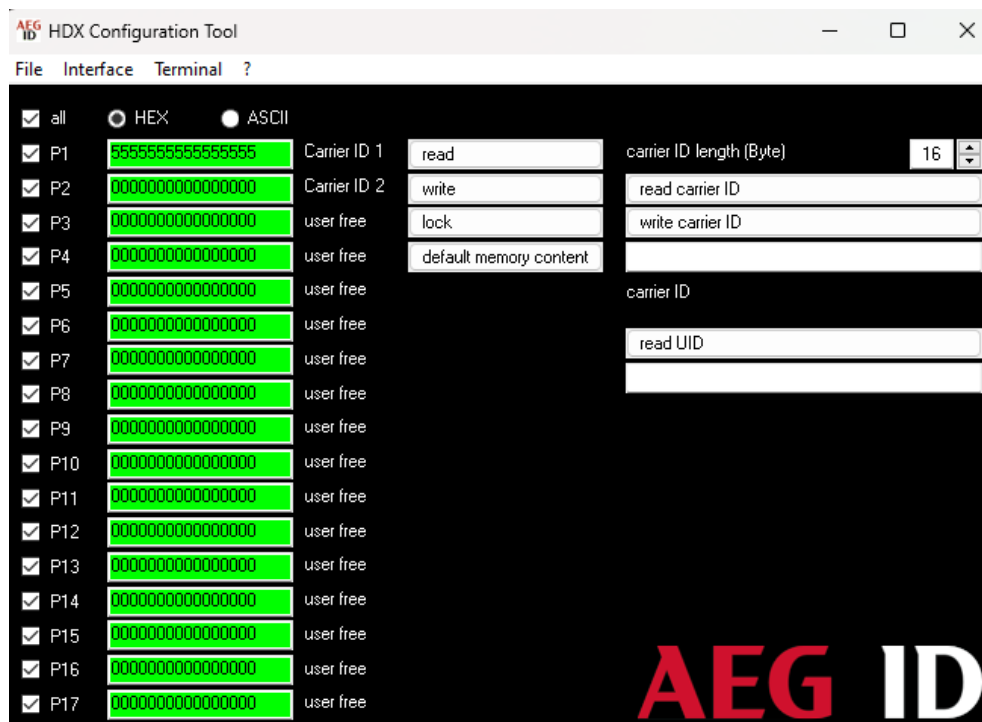 AEG ID HDX Configuration Tool
File Interface Terminal ?
all HEX ASCII
P1 5555555555555555 Carrier ID 1 read carrier ID length (Byte) 16
P2 0000000000000000 Carrier ID 2 write read carrier ID
P3 0000000000000000 user free lock write carrier ID
P4 0000000000000000 user free default memory content
P5 0000000000000000 user free carrier ID
P6 0000000000000000 user free
read UID
P7 0000000000000000 user free
P8 0000000000000000 user free
P9 0000000000000000 user free
P10 0000000000000000 user free
P11 0000000000000000 user free
P12 0000000000000000 user free
P13 0000000000000000 user free
P14 0000000000000000 user free
P15 0000000000000000 user free
P16 0000000000000000 user free
P17 0000000000000000 user free
AEG ID